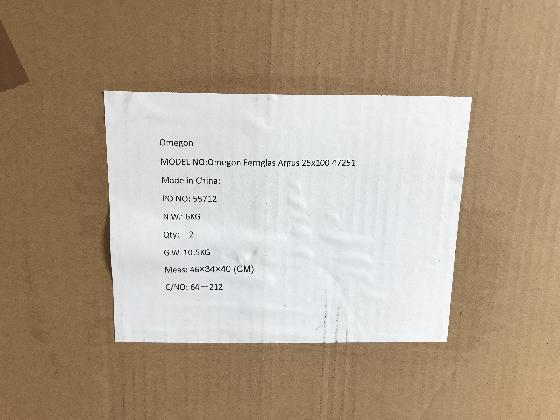 Omegon
MODEL NO:Omegon Fernglas Argus 25x100 47251
Made in China:
PO NO: 55712
N.W.: 6KG
Qty: 2
G.W: 10.5KG
Meas: 46×34×40 (CM)
C/NO: 64—212